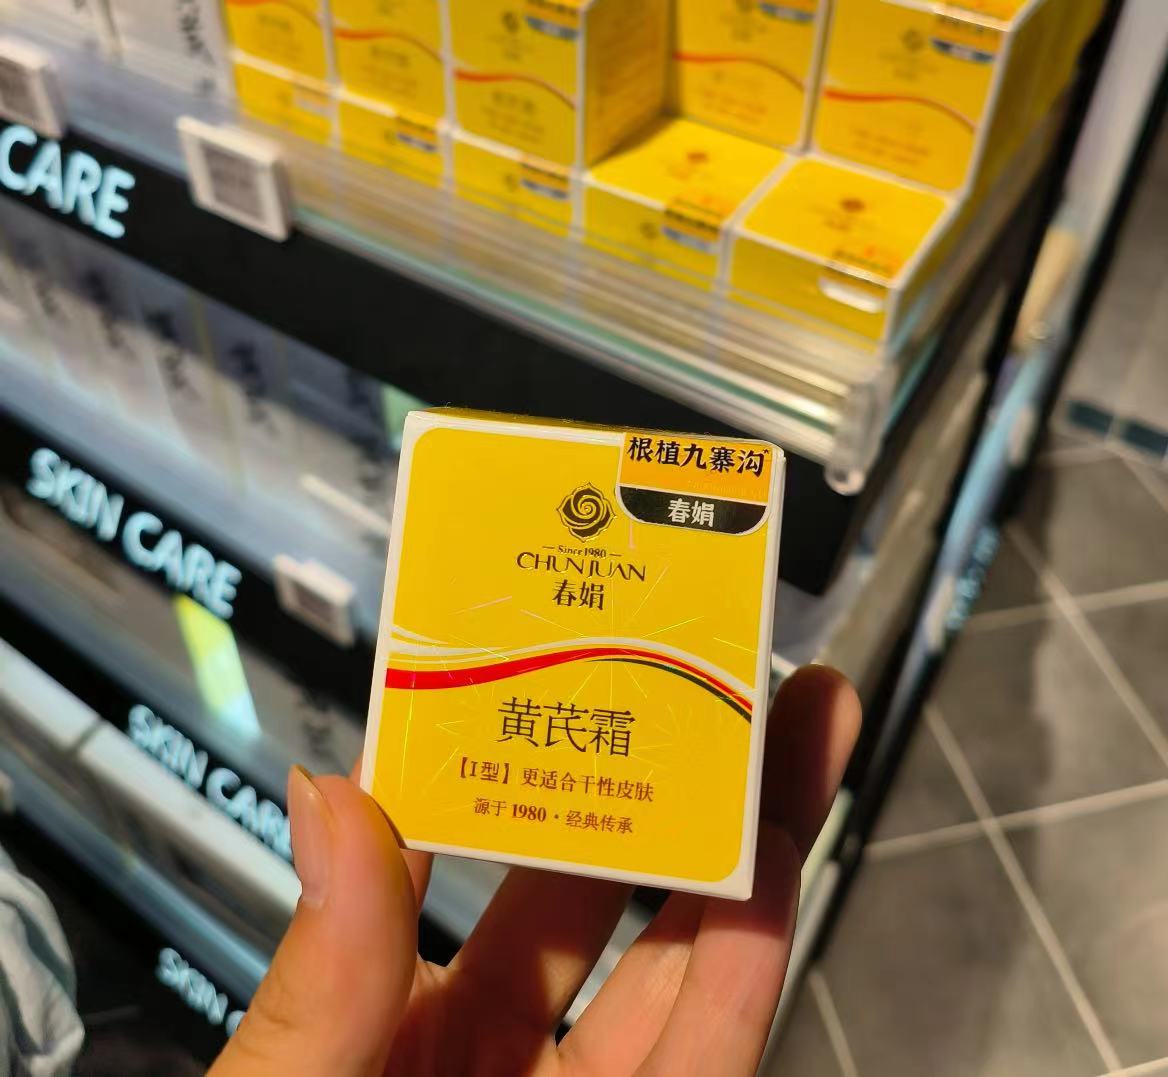 CARE
SKIN CARE
SKIN CARE
SKIN
根植九寨沟
春娟
Since 1980
CHUNJUAN
春娟
黄芪霜
【I型】更适合干性皮肤
源于1980·经典传承